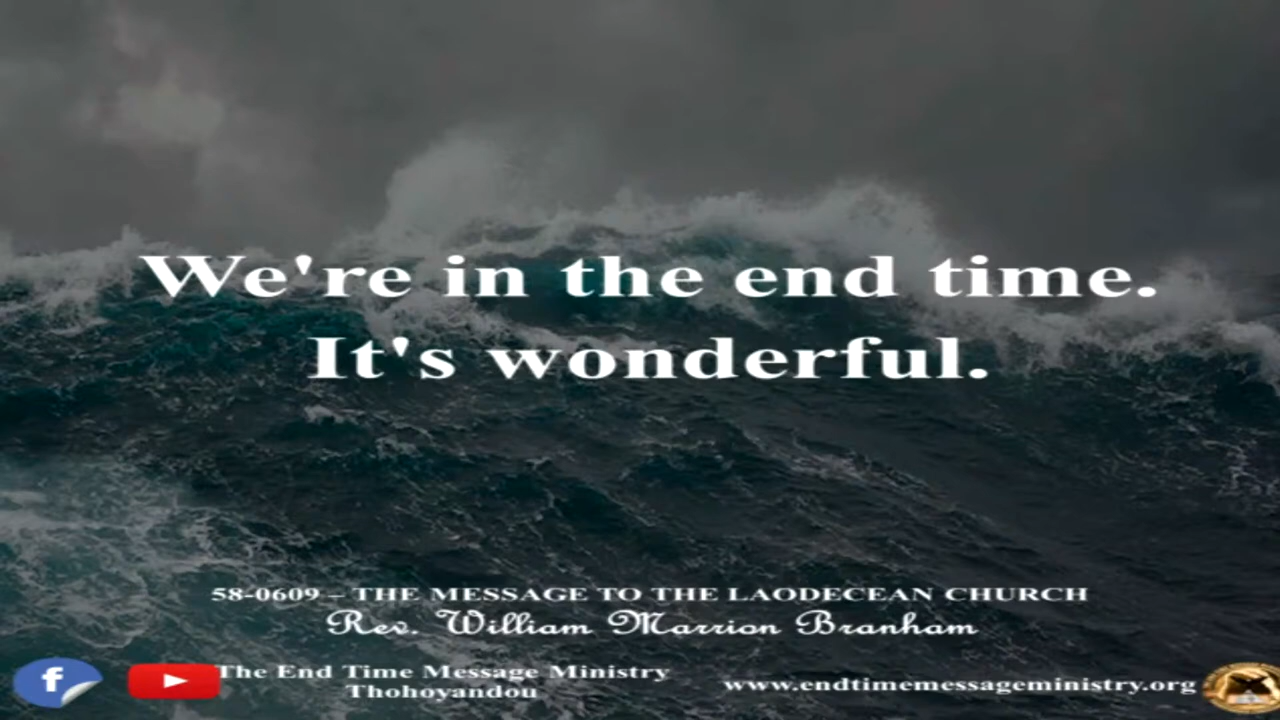 We're in the end time.
It's wonderful.
58-0609 – THE MESSAGE TO THE LAODECEAN CHURCH
Rev. William Marrion Branham
The End Time Message Ministry
Thohoyandou
www.endtimemessageministry.org